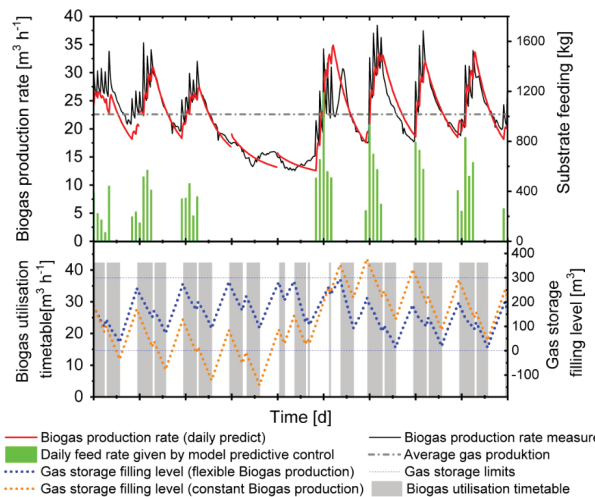 40
35
30
25
20
15
10
5
0
Biogas production rate [m³ h⁻¹]
1600
1200
800
400
0
Substrate feeding [kg]
40
30
20
10
0
Biogas utilisation
timetable[m³ h⁻¹]
400
300
200
100
0
-100
Gas storage
filling level [m³]
Time [d]
Biogas production rate (daily predict)
Biogas production rate measure
Daily feed rate given by model predictive control
Average gas produktion
Gas storage filling level (flexible Biogas production)
Gas storage limits
Gas storage filling level (constant Biogas production)
Biogas utilisation timetable